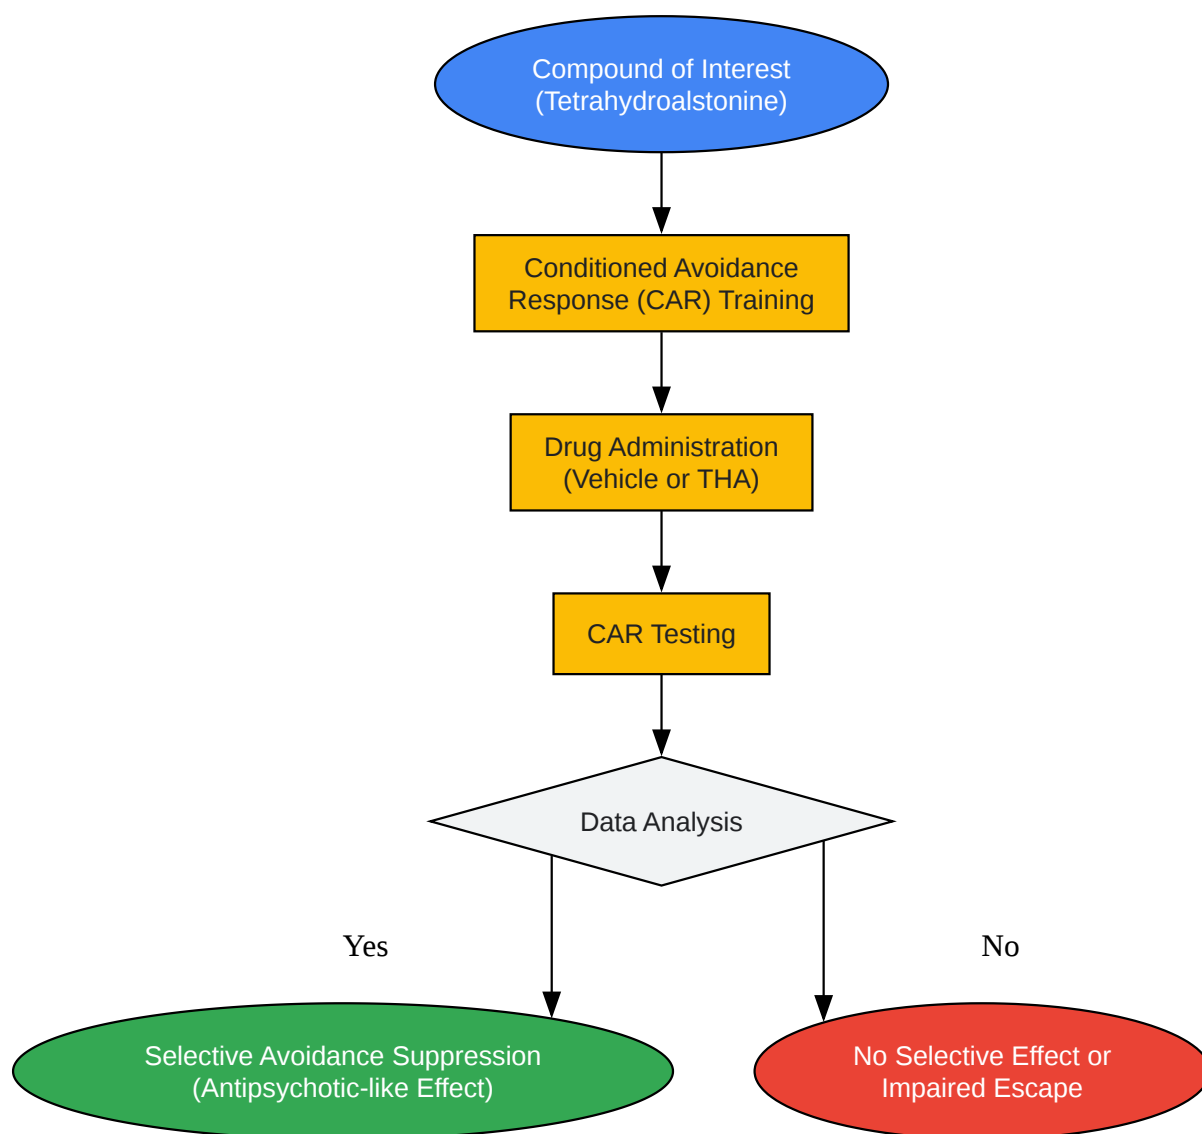 Compound of Interest
(Tetrahydroalstonine)
Conditioned Avoidance
Response (CAR) Training
Drug Administration
(Vehicle or THA)
CAR Testing
Data Analysis
Yes
No
Selective Avoidance Suppression
(Antipsychotic-like Effect)
No Selective Effect or
Impaired Escape